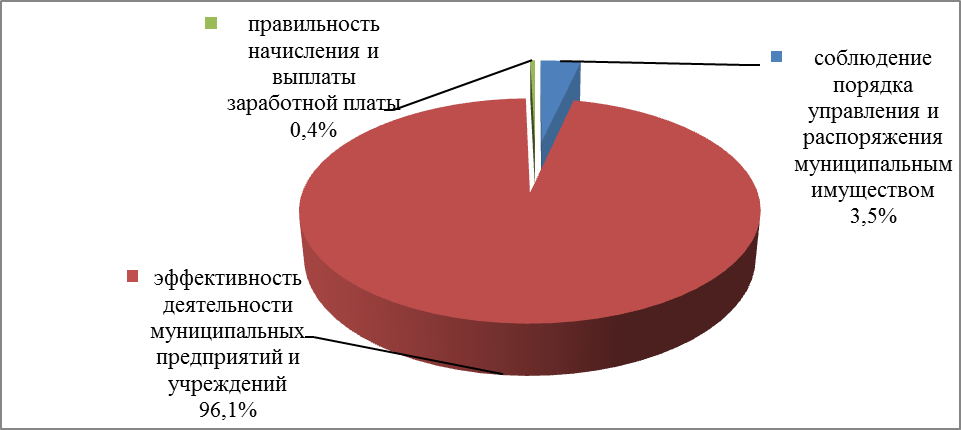 правильность
начисления и
выплаты
заработной платы
0,4%
соблюдение
порядка
управления и
распоряжения
муниципальным
имуществом
3,5%
эффективность
деятельности
муниципальных
предприятий и
учреждений
96,1%